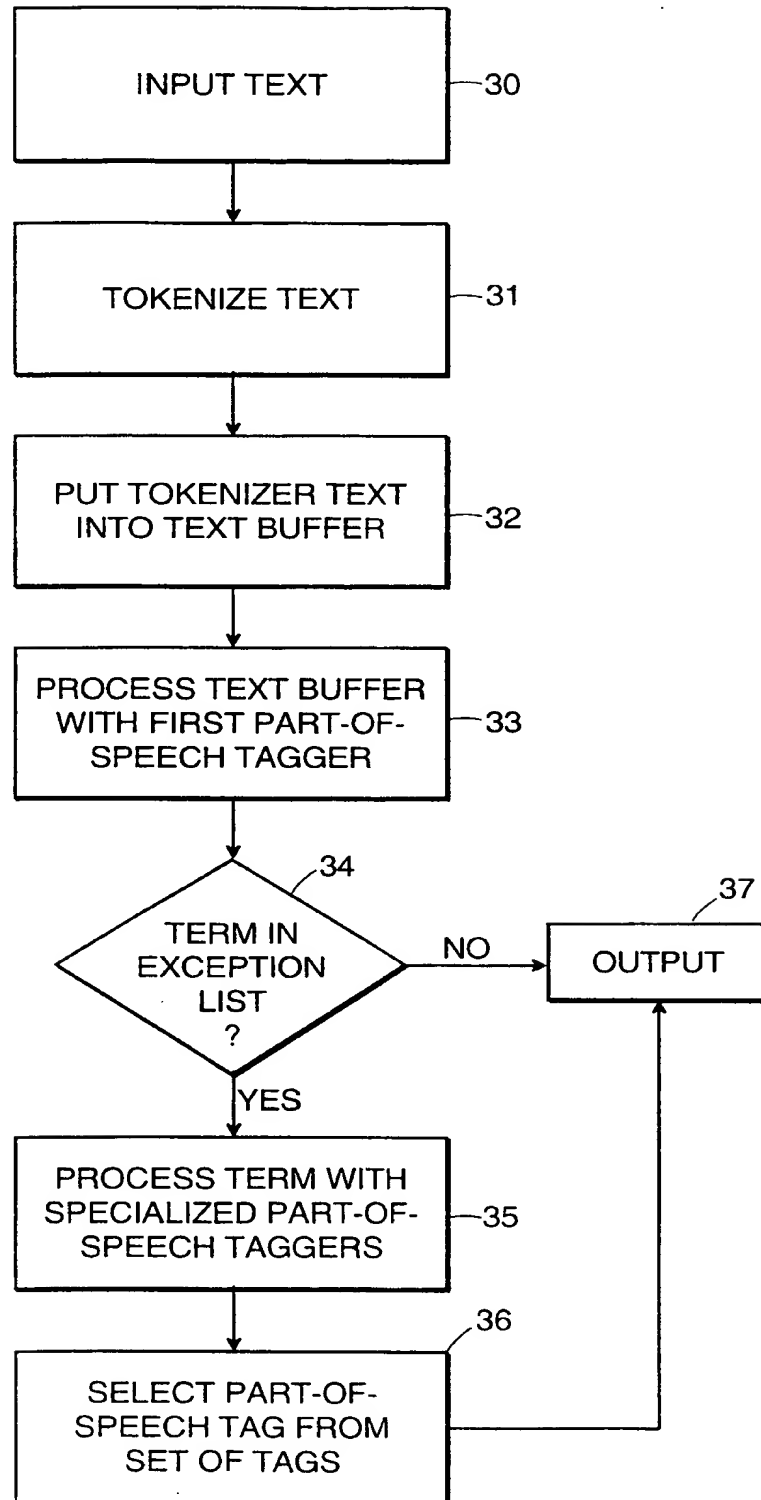 INPUT TEXT
30
TOKENIZE TEXT
31
PUT TOKENIZER TEXT
INTO TEXT BUFFER
32
PROCESS TEXT BUFFER
WITH FIRST PART-OF-
SPEECH TAGGER
33
34
TERM IN
EXCEPTION
LIST
?
NO
37
OUTPUT
YES
PROCESS TERM WITH
SPECIALIZED PART-OF-
SPEECH TAGGERS
35
36
SELECT PART-OF-
SPEECH TAG FROM
SET OF TAGS